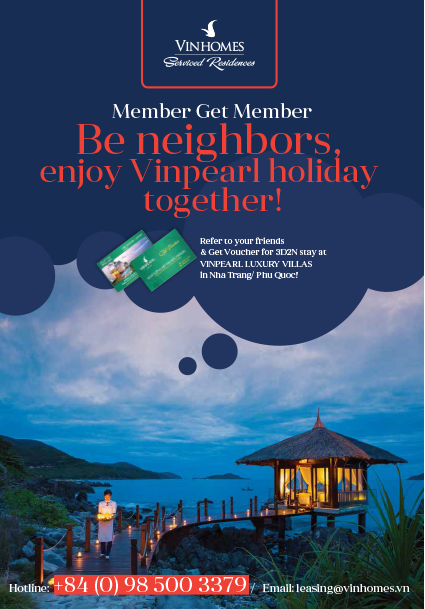 VINHOMES
Serviced Residences
Member Get Member
Be neighbors,
enjoy Vinpearl holiday
together!
Refer to your friends
& Get Voucher for 3D2N stay at
VINPEARL LUXURY VILLAS
in Nha Trang/ Phu Quoc!
Hotline: +84 (0) 98 500 3379 / Email: leasing@vinhomes.vn